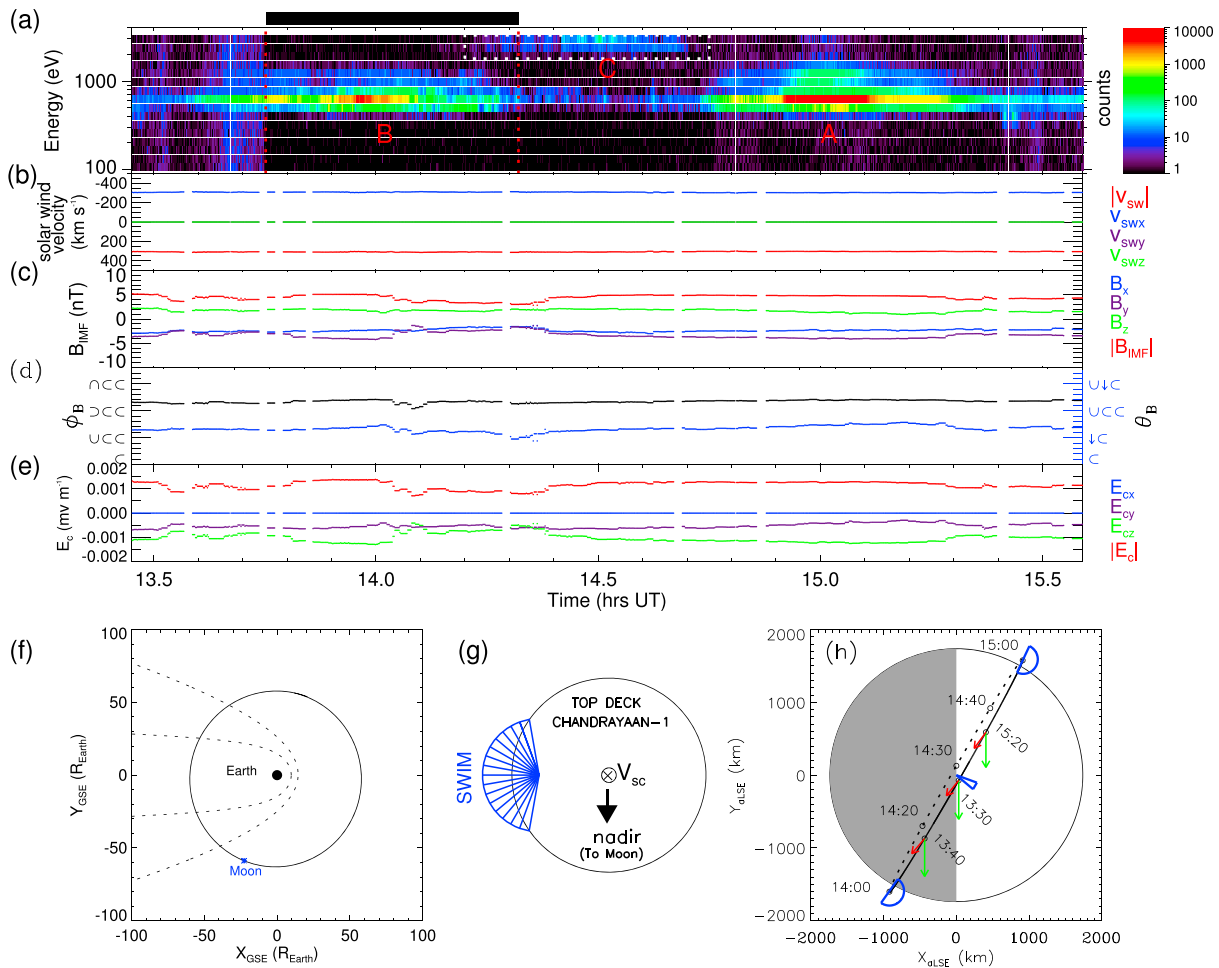 (a)
Energy (eV)
1000
100
B
C
A
10000
1000
100
10
1
counts
(b)
solar wind
velocity
(km s⁻¹)
-400
-200
0
200
400
|v_sw|
v_swx
v_swy
v_swz
(c)
B_IMF (nT)
10
5
0
-5
-10
B_x
B_y
B_z
|B_IMF|
(d)
ϕ_B
∩⊂⊂
⊃⊂⊂
∪⊂⊂
⊂
∪↓⊂
∪⊂⊂
↓⊂
⊂
θ_B
(e)
E_c (mv m⁻¹)
0.002
0.001
0.000
-0.001
-0.002
E_cx
E_cy
E_cz
|E_c|
13.5
14.0
14.5
15.0
15.5
Time (hrs UT)
(f)
Y_GSE (R_Earth)
100
50
0
-50
-100
Earth
Moon
-100
-50
0
50
100
X_GSE (R_Earth)
(g)
TOP DECK
CHANDRAYAAN-1
SWIM
⊗V_sc
nadir
(To Moon)
(h)
Y_aLSE (km)
2000
1000
0
-1000
-2000
15:00
14:40
15:20
14:30
13:30
14:20
13:40
14:00
-2000
-1000
0
1000
2000
X_aLSE (km)